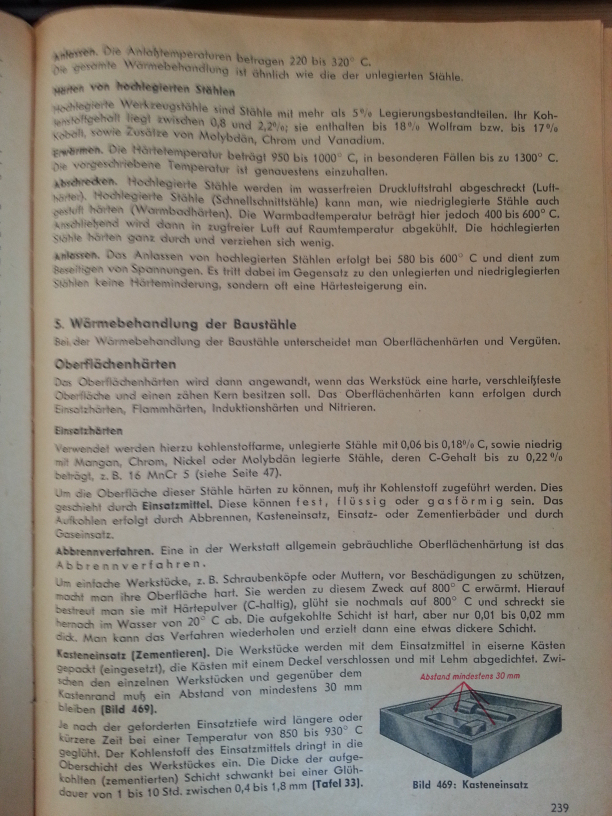 Anlassen. Die Anlaßtemperaturen betragen 220 bis 320° C.
Die gesamte Wärmebehandlung ist ähnlich wie die der unlegierten Stähle.
Härten von hochlegierten Stählen
Hochlegierte Werkzeugstähle sind Stähle mit mehr als 5% Legierungsbestandteilen. Ihr Koh-
lenstoffgehalt liegt zwischen 0,8 und 2,2%; sie enthalten bis 18% Wolfram bzw. bis 17%
Kobalt, sowie Zusätze von Molybdän, Chrom und Vanadium.
Erwärmen. Die Härtetemperatur beträgt 950 bis 1000° C, in besonderen Fällen bis zu 1300° C.
Die vorgeschriebene Temperatur ist genauestens einzuhalten.
Abschrecken. Hochlegierte Stähle werden im wasserfreien Druckluftstrahl abgeschreckt (Luft-
härter). Hochlegierte Stähle (Schnellschnittstähle) kann man, wie niedriglegierte Stähle auch
gestuft härten (Warmbadhärten). Die Warmbadtemperatur beträgt hier jedoch 400 bis 600° C.
Anschließend wird dann in zugfreier Luft auf Raumtemperatur abgekühlt. Die hochlegierten
Stähle härten ganz durch und verziehen sich wenig.
Anlassen. Das Anlassen von hochlegierten Stählen erfolgt bei 580 bis 600° C und dient zum
Beseitigen von Spannungen. Es tritt dabei im Gegensatz zu den unlegierten und niedriglegierten
Stählen keine Härteminderung, sondern oft eine Härtesteigerung ein.
5. Wärmebehandlung der Baustähle
Bei der Wärmebehandlung der Baustähle unterscheidet man Oberflächenhärten und Vergüten.
Oberflächenhärten
Das Oberflächenhärten wird dann angewandt, wenn das Werkstück eine harte, verschleißfeste
Oberfläche und einen zähen Kern besitzen soll. Das Oberflächenhärten kann erfolgen durch
Einsatzhärten, Flammhärten, Induktionshärten und Nitrieren.
Einsatzhärten
Verwendet werden hierzu kohlenstoffarme, unlegierte Stähle mit 0,06 bis 0,18% C, sowie niedrig
mit Mangan, Chrom, Nickel oder Molybdän legierte Stähle, deren C-Gehalt bis zu 0,22%
beträgt, z. B. 16 MnCr 5 (siehe Seite 47).
Um die Oberfläche dieser Stähle härten zu können, muß ihr Kohlenstoff zugeführt werden. Dies
geschieht durch Einsatzmittel. Diese können fest, flüssig oder gasförmig sein. Das
Aufkohlen erfolgt durch Abbrennen, Kasteneinsatz, Einsatz- oder Zementierbäder und durch
Gaseinsatz.
Abbrennverfahren. Eine in der Werkstatt allgemein gebräuchliche Oberflächenhärtung ist das
Abbrennverfahren.
Um einfache Werkstücke, z. B. Schraubenköpfe oder Muttern, vor Beschädigungen zu schützen,
macht man ihre Oberfläche hart. Sie werden zu diesem Zweck auf 800° C erwärmt. Hierauf
bestreut man sie mit Härtepulver (C-haltig), glüht sie nochmals auf 800° C und schreckt sie
hernach im Wasser von 20° C ab. Die aufgekohlte Schicht ist hart, aber nur 0,01 bis 0,02 mm
dick. Man kann das Verfahren wiederholen und erzielt dann eine etwas dickere Schicht.
Kasteneinsatz (Zementieren). Die Werkstücke werden mit dem Einsatzmittel in eiserne Kästen
gepackt (eingesetzt), die Kästen mit einem Deckel verschlossen und mit Lehm abgedichtet. Zwi-
schen den einzelnen Werkstücken und gegenüber dem
Kastenrand muß ein Abstand von mindestens 30 mm
bleiben (Bild 469).
Je nach der geforderten Einsatztiefe wird längere oder
kürzere Zeit bei einer Temperatur von 850 bis 930° C
geglüht. Der Kohlenstoff des Einsatzmittels dringt in die
Oberschicht des Werkstückes ein. Die Dicke der aufge-
kohlten (zementierten) Schicht schwankt bei einer Glüh-
dauer von 1 bis 10 Std. zwischen 0,4 bis 1,8 mm (Tafel 33).
Abstand mindestens 30 mm
Bild 469: Kasteneinsatz
239